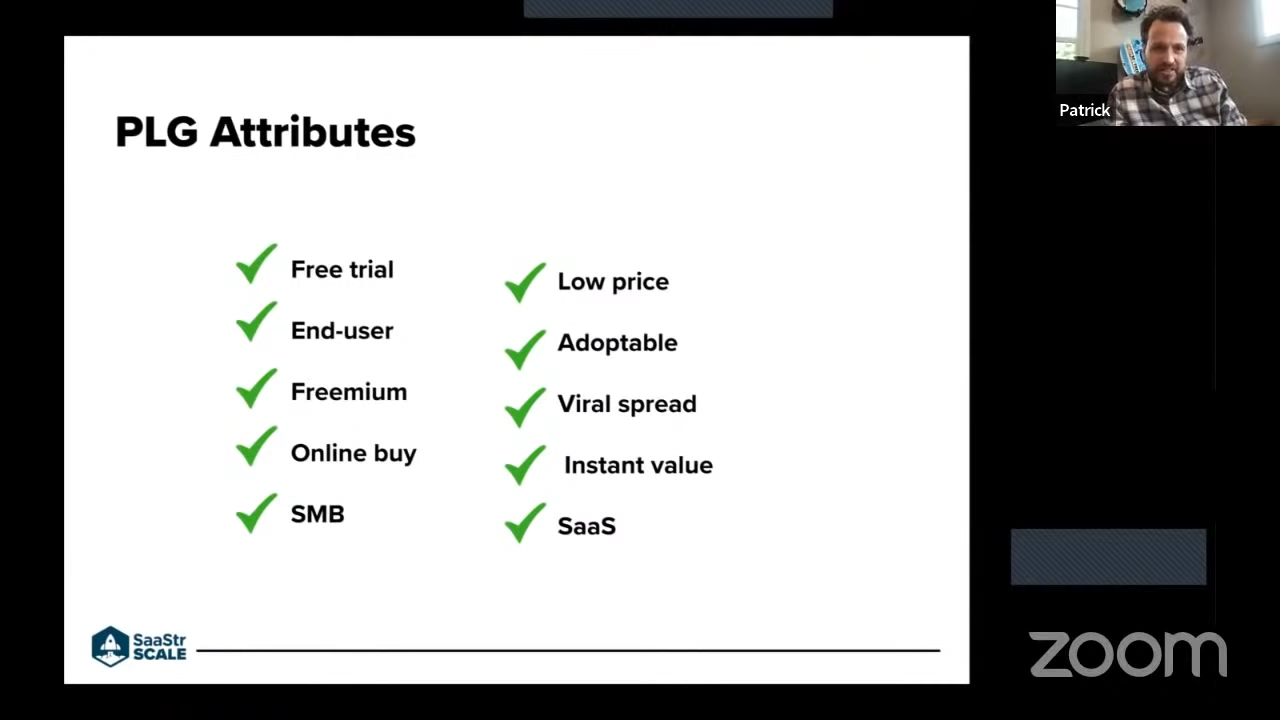 Patrick
PLG Attributes
Free trial
End-user
Freemium
Online buy
SMB
Low price
Adoptable
Viral spread
Instant value
SaaS
SaaStr
SCALE
zoom